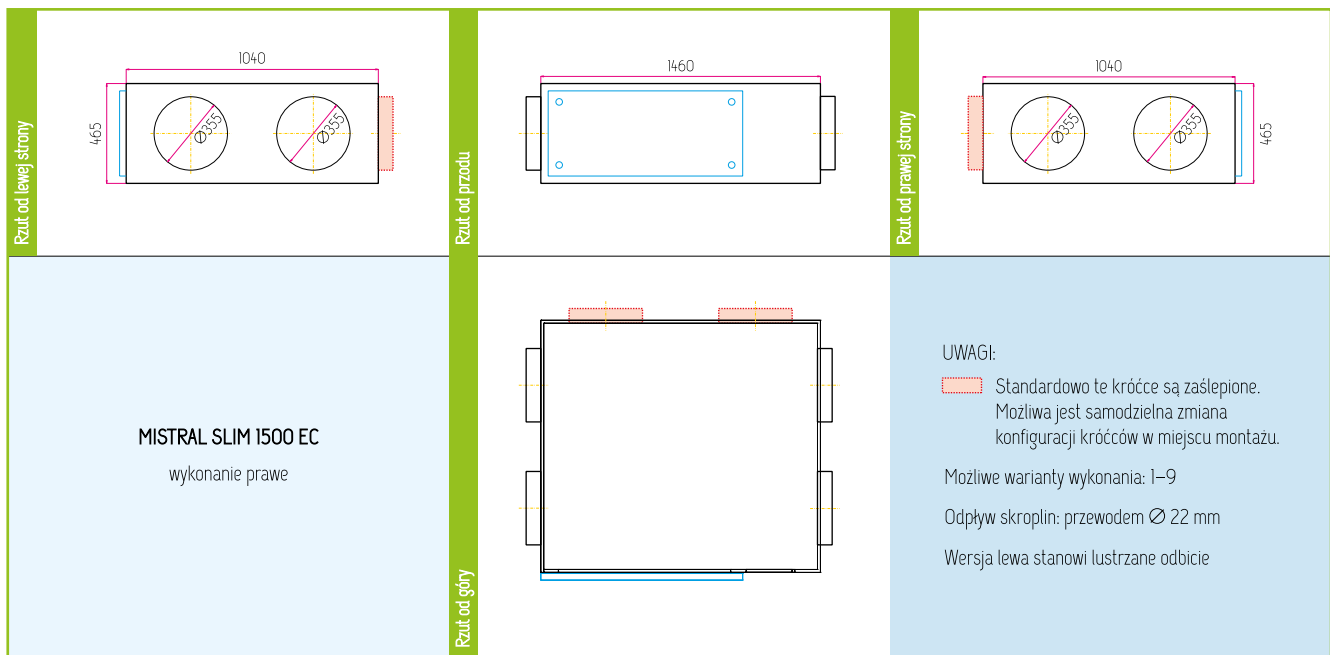 Rzut od lewej strony
1040
465
Ø355
Ø355
Rzut od przodu
1460
Rzut od prawej strony
1040
Ø355
Ø355
465
MISTRAL SLIM 1500 EC
wykonanie prawe
Rzut od góry
UWAGI:
Standardowo te króćce są zaślepione.
Możliwa jest samodzielna zmiana
konfiguracji króćców w miejscu montażu.
Możliwe warianty wykonania: 1–9
Odpływ skroplin: przewodem Ø 22 mm
Wersja lewa stanowi lustrzane odbicie